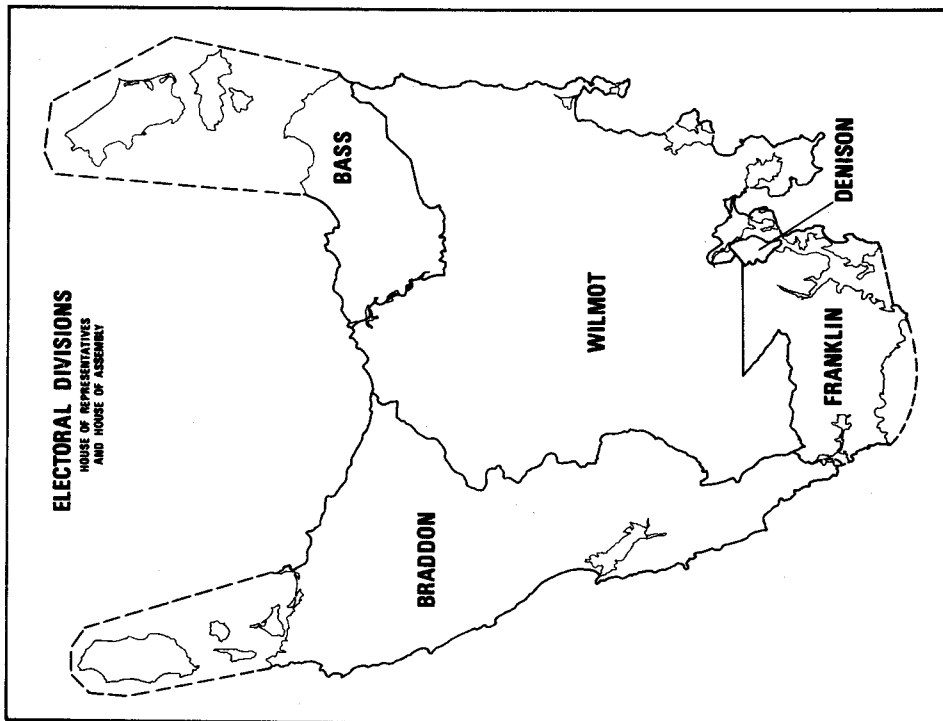 ELECTORAL DIVISIONS
HOUSE OF REPRESENTATIVES
AND HOUSE OF ASSEMBLY
BASS
BRADDON
WILMOT
DENISON
FRANKLIN